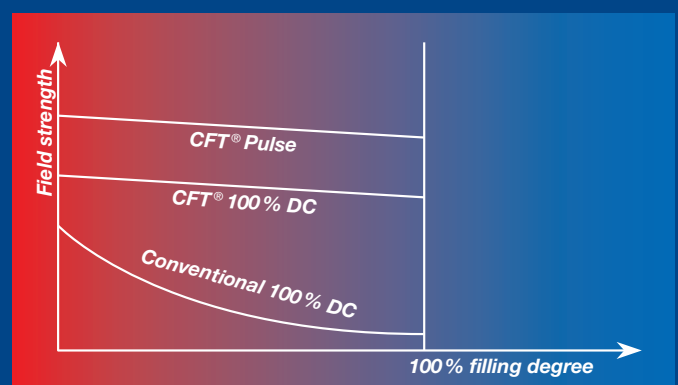 Field strength
CFT® Pulse
CFT® 100 % DC
Conventional 100 % DC
100 % filling degree